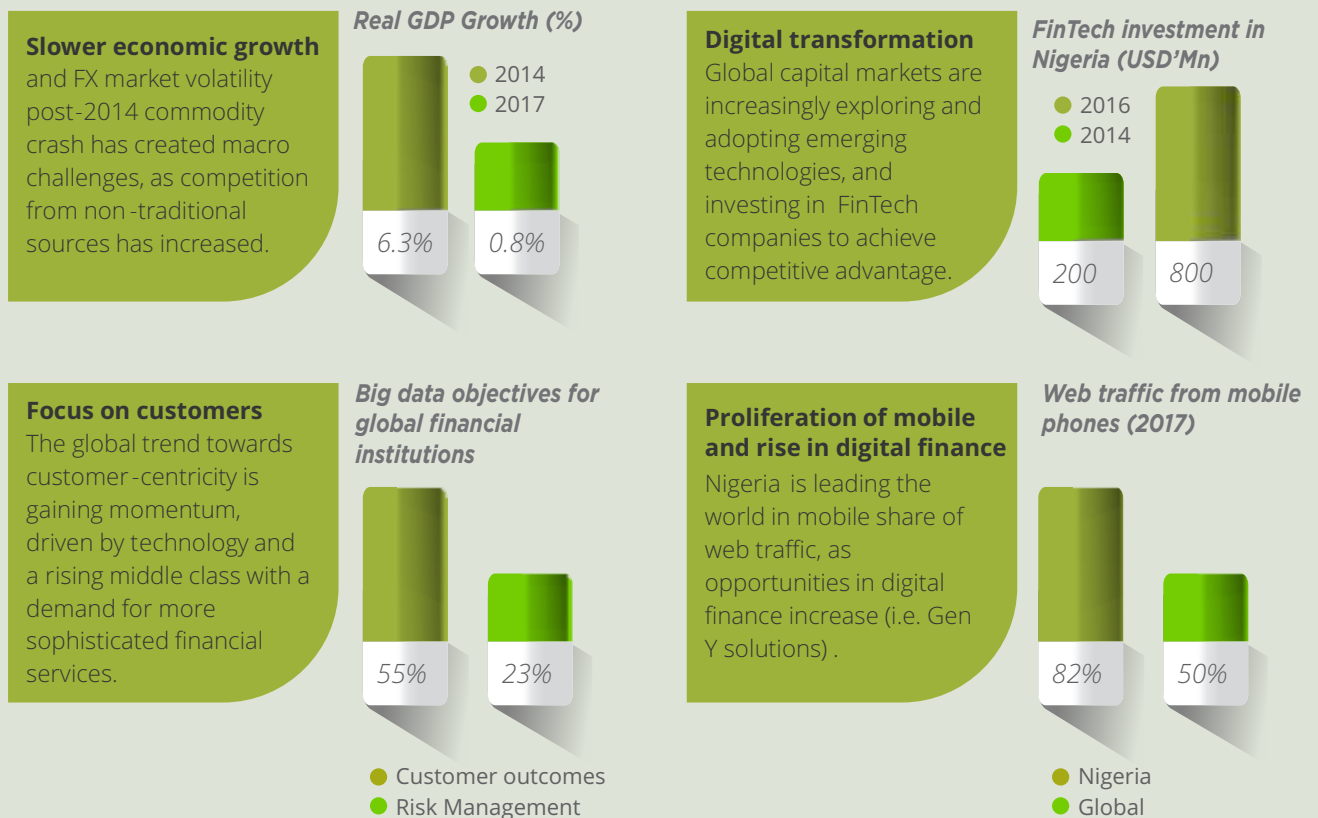 Slower economic growth
and FX market volatility
post-2014 commodity
crash has created macro
challenges, as competition
from non-traditional
sources has increased.
Real GDP Growth (%)
2014
2017
6.3%
0.8%
Digital transformation
Global capital markets are
increasingly exploring and
adopting emerging
technologies, and
investing in FinTech
companies to achieve
competitive advantage.
FinTech investment in
Nigeria (USD'Mn)
2016
2014
200
800
Focus on customers
The global trend towards
customer-centricity is
gaining momentum,
driven by technology and
a rising middle class with a
demand for more
sophisticated financial
services.
Big data objectives for
global financial
institutions
55%
23%
Customer outcomes
Risk Management
Proliferation of mobile
and rise in digital finance
Nigeria is leading the
world in mobile share of
web traffic, as
opportunities in digital
finance increase (i.e. Gen
Y solutions) .
Web traffic from mobile
phones (2017)
82%
50%
Nigeria
Global